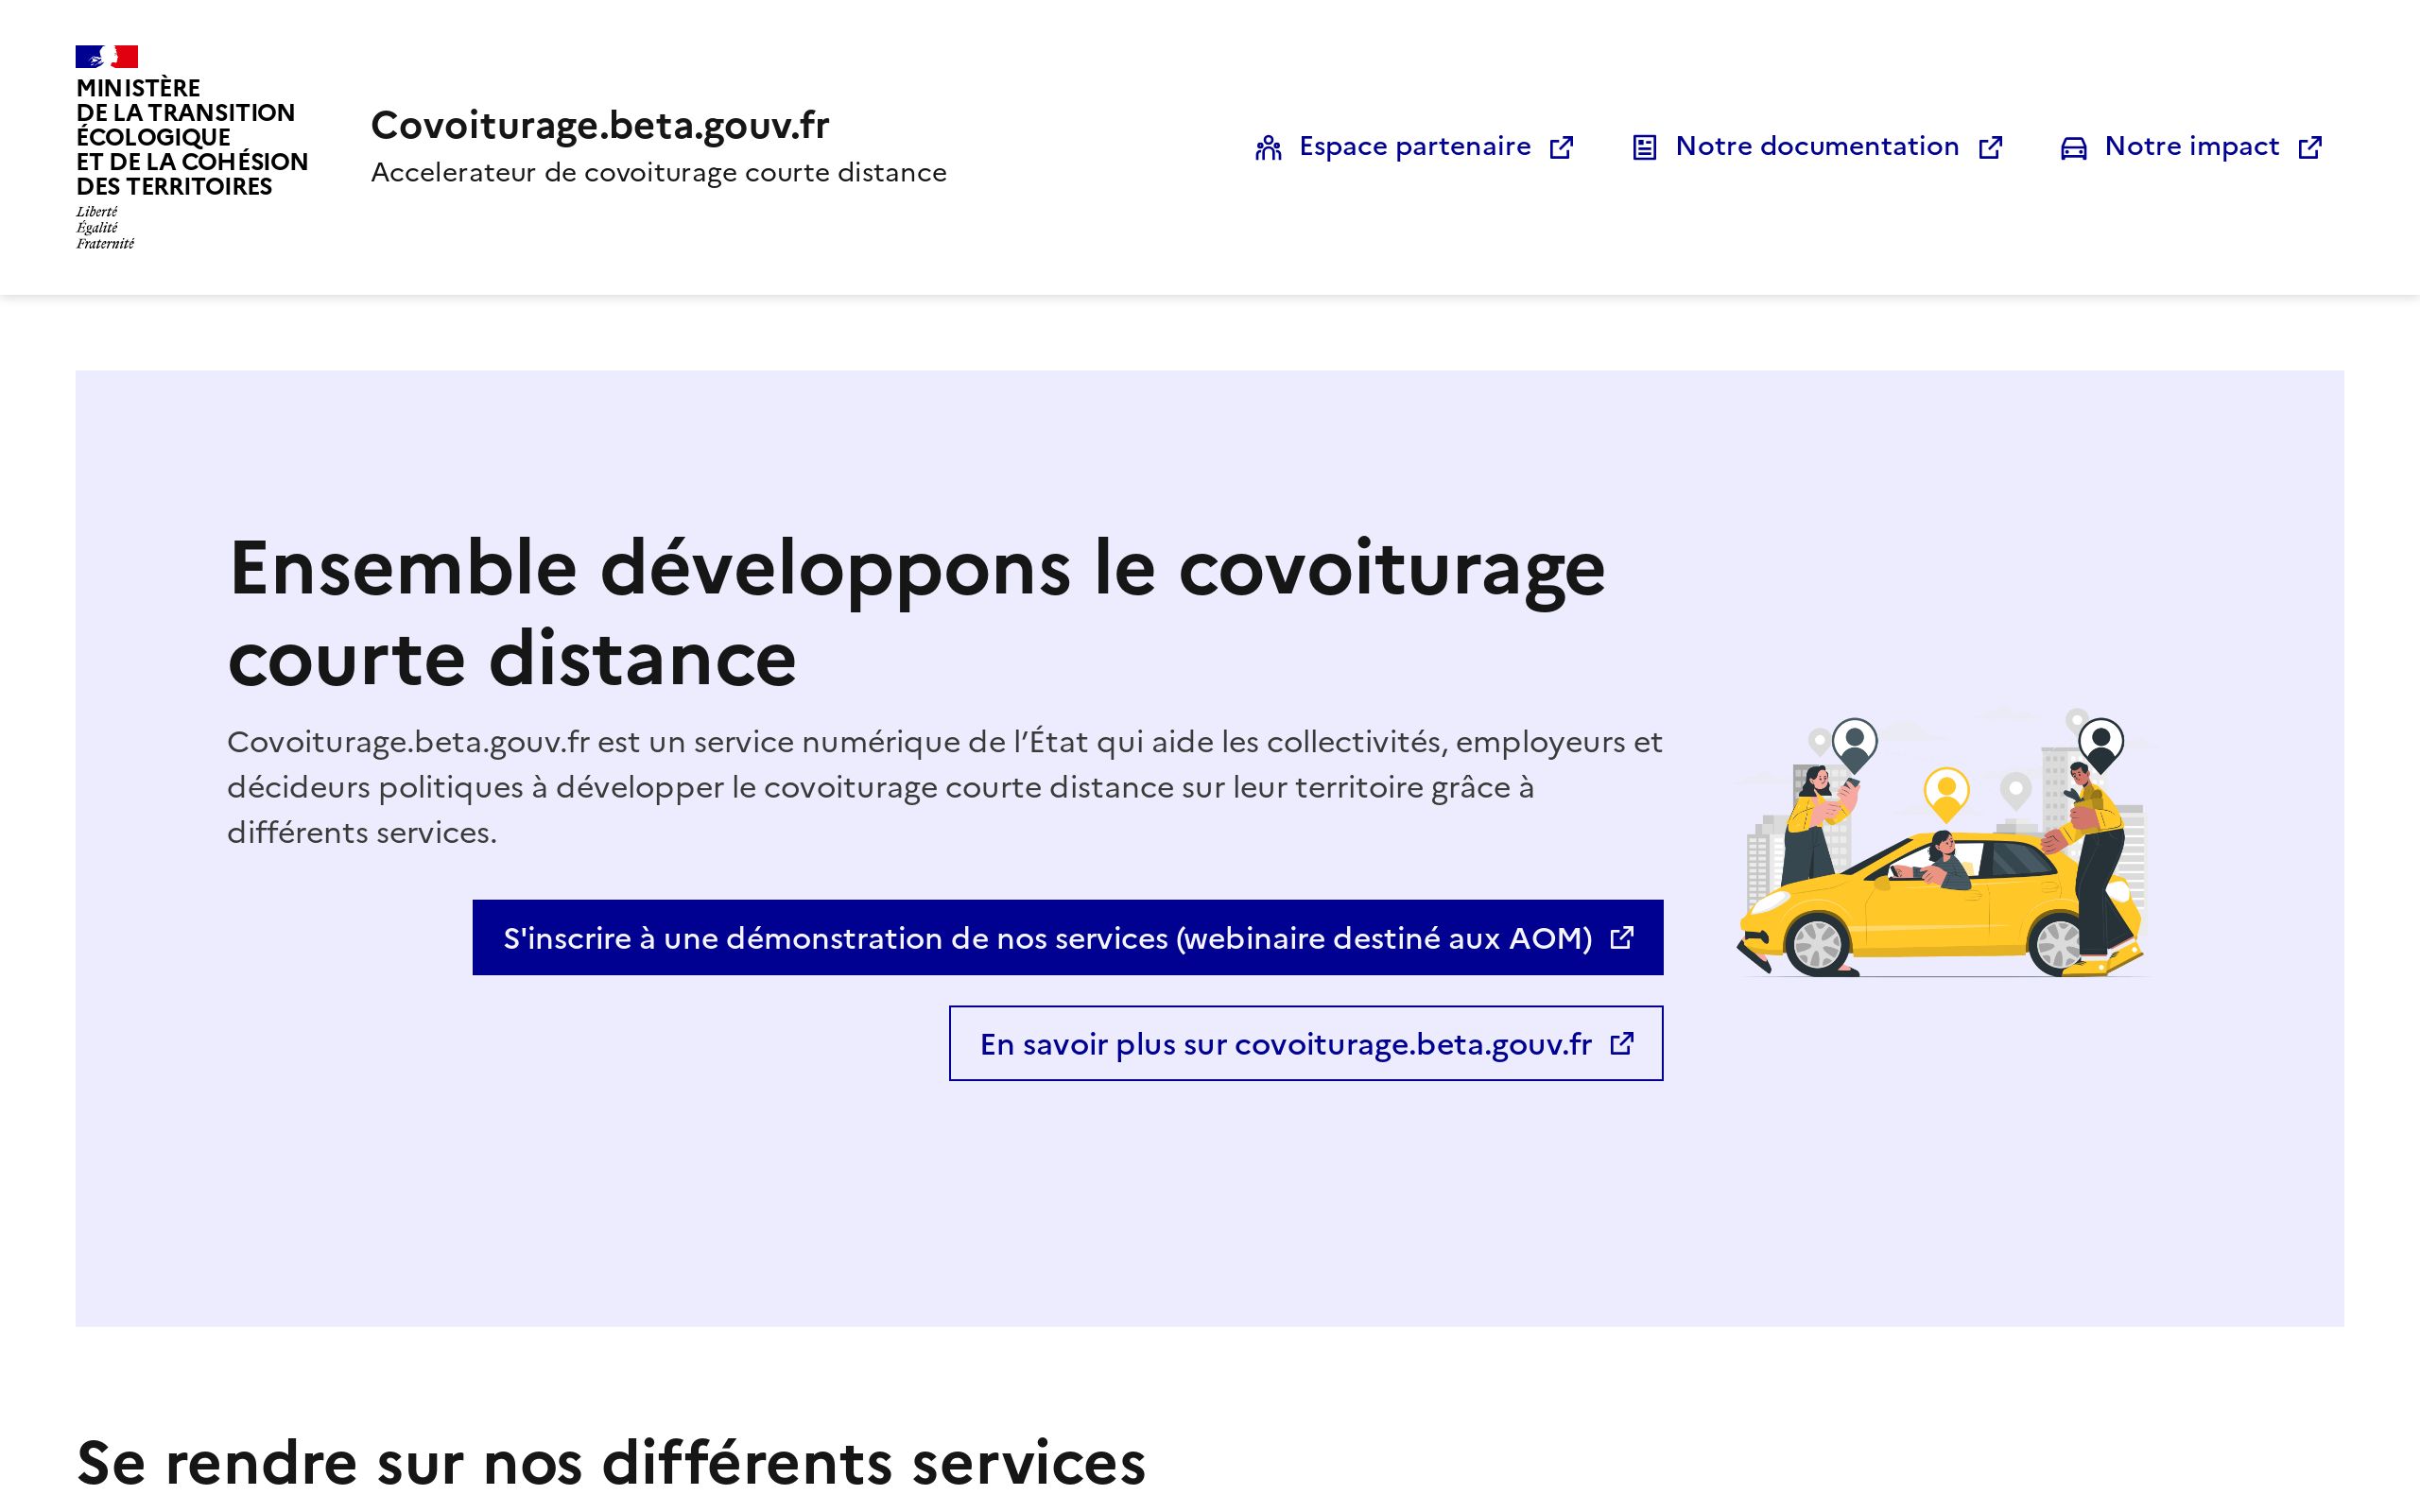 MINISTÈRE
DE LA TRANSITION
ÉCOLOGIQUE
ET DE LA COHÉSION
DES TERRITOIRES
Liberté
Égalité
Fraternité
Covoiturage.beta.gouv.fr
Accelerateur de covoiturage courte distance
Espace partenaire
Notre documentation
Notre impact
Ensemble développons le covoiturage
courte distance
Covoiturage.beta.gouv.fr est un service numérique de l’État qui aide les collectivités, employeurs et
décideurs politiques à développer le covoiturage courte distance sur leur territoire grâce à
différents services.
S'inscrire à une démonstration de nos services (webinaire destiné aux AOM)
En savoir plus sur covoiturage.beta.gouv.fr
Se rendre sur nos différents services